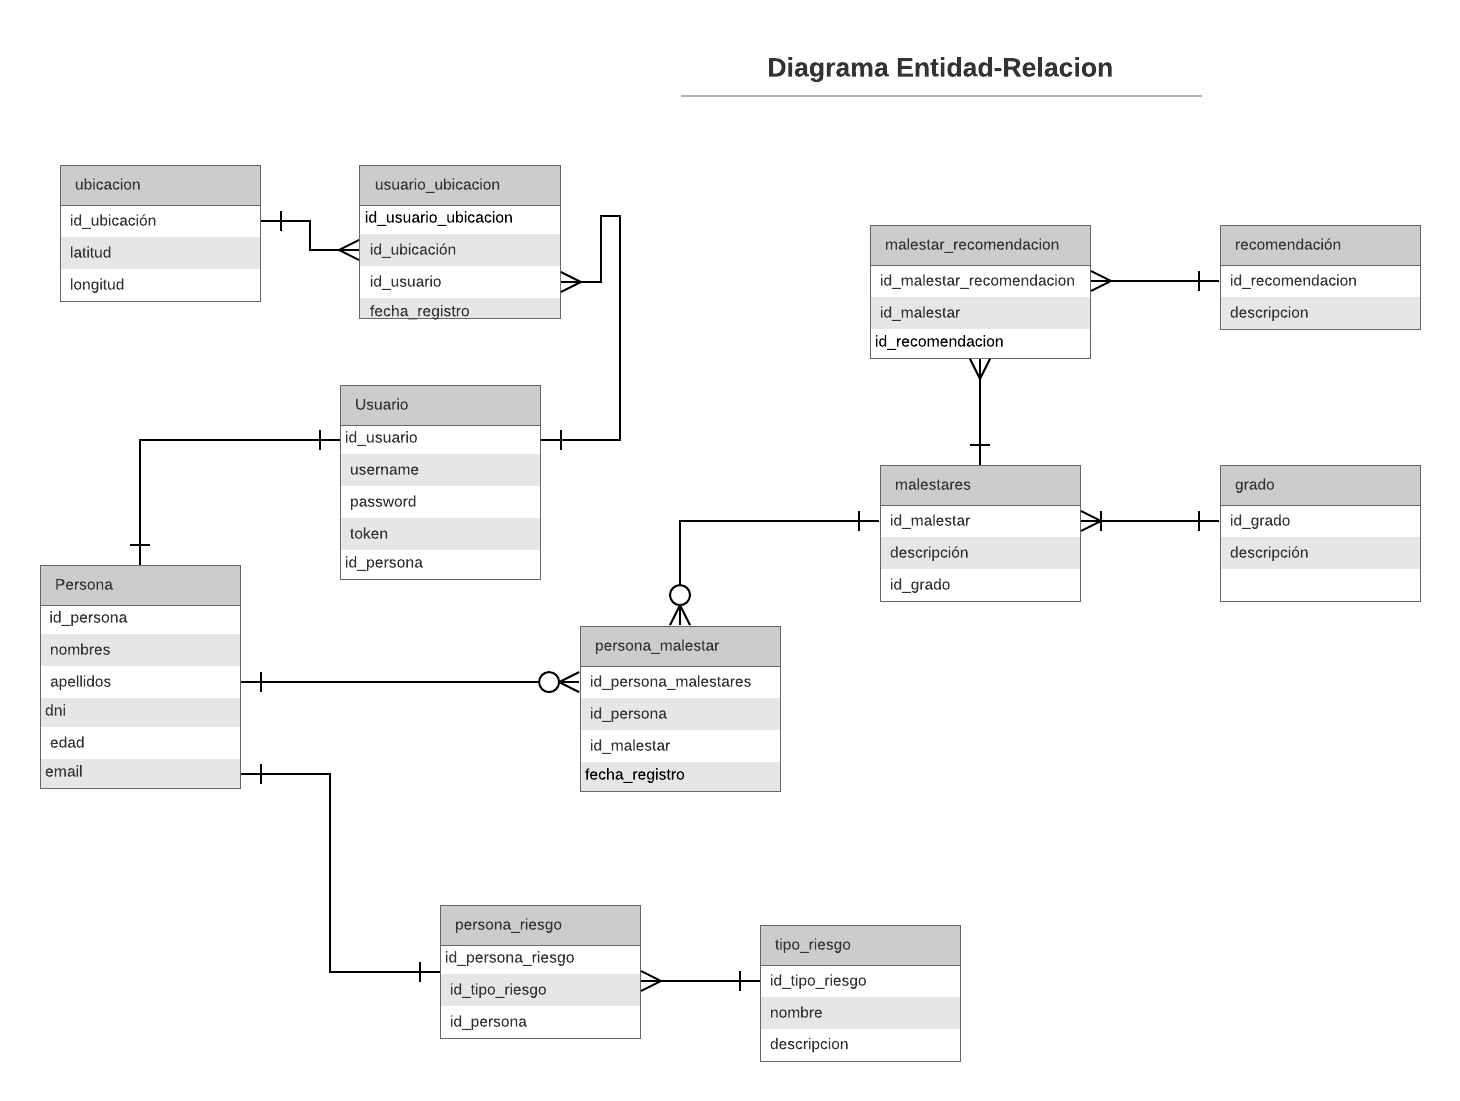 Diagrama Entidad-Relacion
ubicacion
id_ubicación
latitud
longitud
usuario_ubicacion
id_usuario_ubicacion
id_ubicación
id_usuario
fecha_registro
malestar_recomendacion
id_malestar_recomendacion
id_malestar
id_recomendacion
recomendación
id_recomendacion
descripcion
Usuario
id_usuario
username
password
token
id_persona
malestares
id_malestar
descripción
id_grado
grado
id_grado
descripción
Persona
id_persona
nombres
apellidos
dni
edad
email
persona_malestar
id_persona_malestares
id_persona
id_malestar
fecha_registro
persona_riesgo
id_persona_riesgo
id_tipo_riesgo
id_persona
tipo_riesgo
id_tipo_riesgo
nombre
descripcion